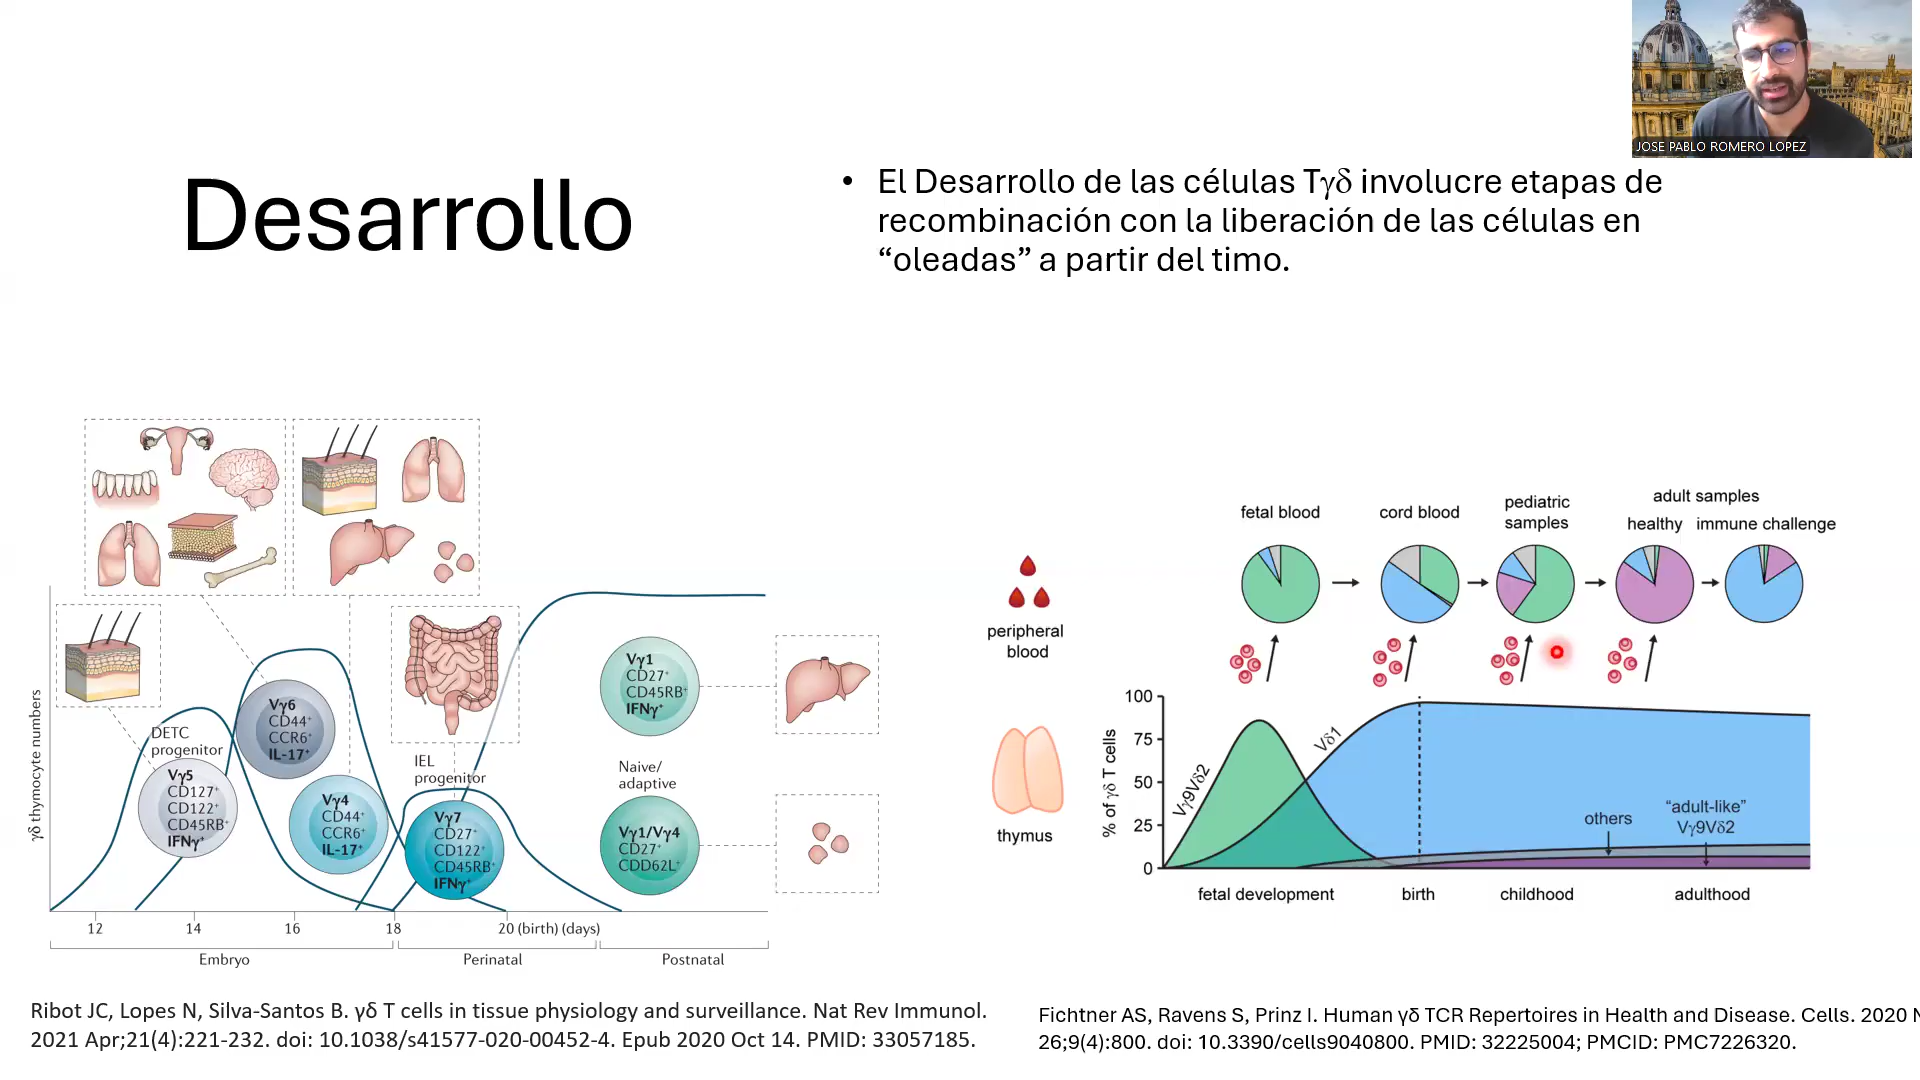 JOSE PABLO ROMERO LOPEZ
Desarrollo
• El Desarrollo de las células Tγδ involucre etapas de
recombinación con la liberación de las células en
“oleadas” a partir del timo.
γδ thymocyte numbers
DETC
progenitor
Vγ5
CD127⁺
CD122⁺
CD45RB⁺
IFNγ⁺
Vγ6
CD44⁺
CCR6⁺
IL-17⁺
Vγ4
CD44⁺
CCR6⁺
IL-17⁺
IEL
progenitor
Vγ7
CD27⁺
CD122⁺
CD45RB⁺
IFNγ⁺
Vγ1
CD27⁺
CD45RB⁺
IFNγ⁺
Naive/
adaptive
Vγ1/Vγ4
CD27⁺
CDD62L⁺
12 14 16 18 20 (birth) (days)
Embryo Perinatal Postnatal
peripheral
blood
thymus
fetal blood
cord blood
pediatric
samples
adult samples
healthy immune challenge
% of γδ T cells
100
75
50
25
0
Vγ9Vδ2
Vδ1
others
“adult-like”
Vγ9Vδ2
fetal development birth childhood adulthood
Ribot JC, Lopes N, Silva-Santos B. γδ T cells in tissue physiology and surveillance. Nat Rev Immunol.
2021 Apr;21(4):221-232. doi: 10.1038/s41577-020-00452-4. Epub 2020 Oct 14. PMID: 33057185.
Fichtner AS, Ravens S, Prinz I. Human γδ TCR Repertoires in Health and Disease. Cells. 2020
26;9(4):800. doi: 10.3390/cells9040800. PMID: 32225004; PMCID: PMC7226320.